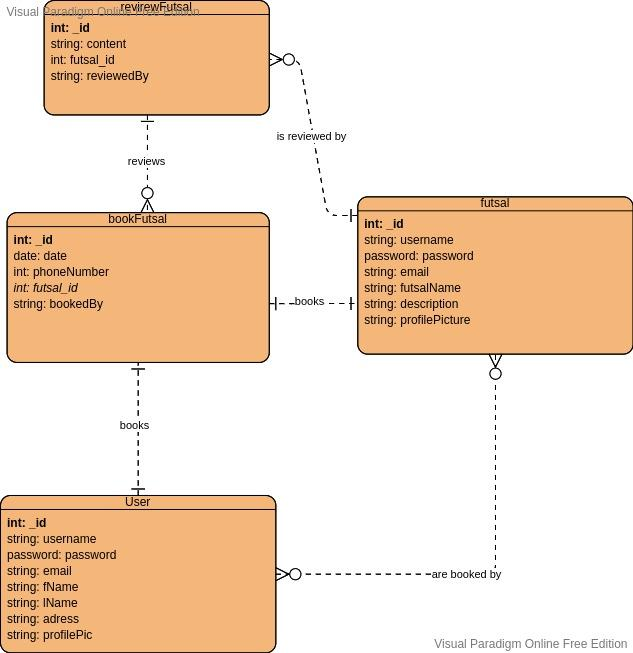 Visual Paradigm Online Free Edition
revirewFutsal
int: _id
string: content
int: futsal_id
string: reviewedBy
is reviewed by
reviews
bookFutsal
int: _id
date: date
int: phoneNumber
int: futsal_id
string: bookedBy
futsal
int: _id
string: username
password: password
string: email
string: futsalName
string: description
string: profilePicture
books
books
User
int: _id
string: username
password: password
string: email
string: fName
string: lName
string: adress
string: profilePic
are booked by
Visual Paradigm Online Free Edition